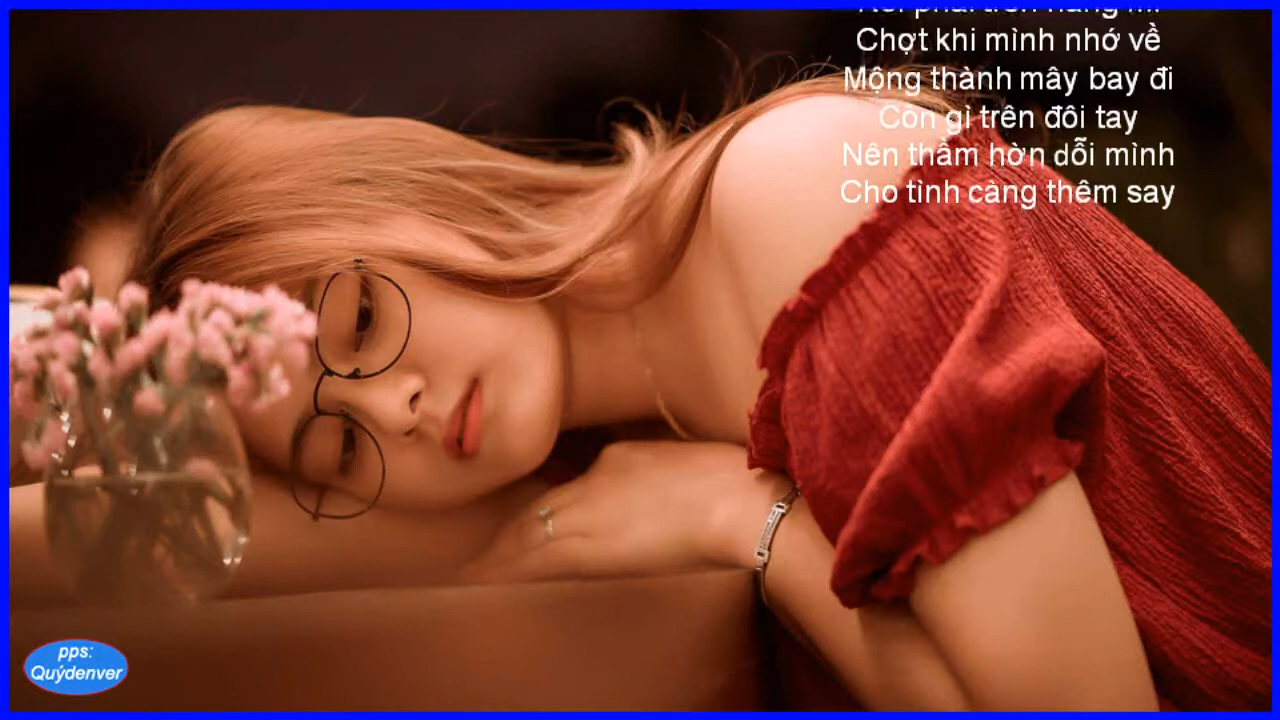 Chợt khi mình nhớ về
Mộng thành mây bay đi
Còn gì trên đôi tay
Nên thầm hờn dỗi mình
Cho tình càng thêm say
pps:
Quýdenver